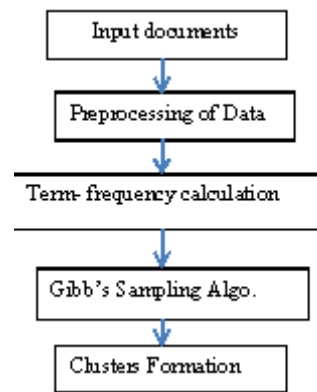 Input documents
Preprocessing of Data
Term- frequency calculation
Gibb's Sampling Algo.
Clusters Formation